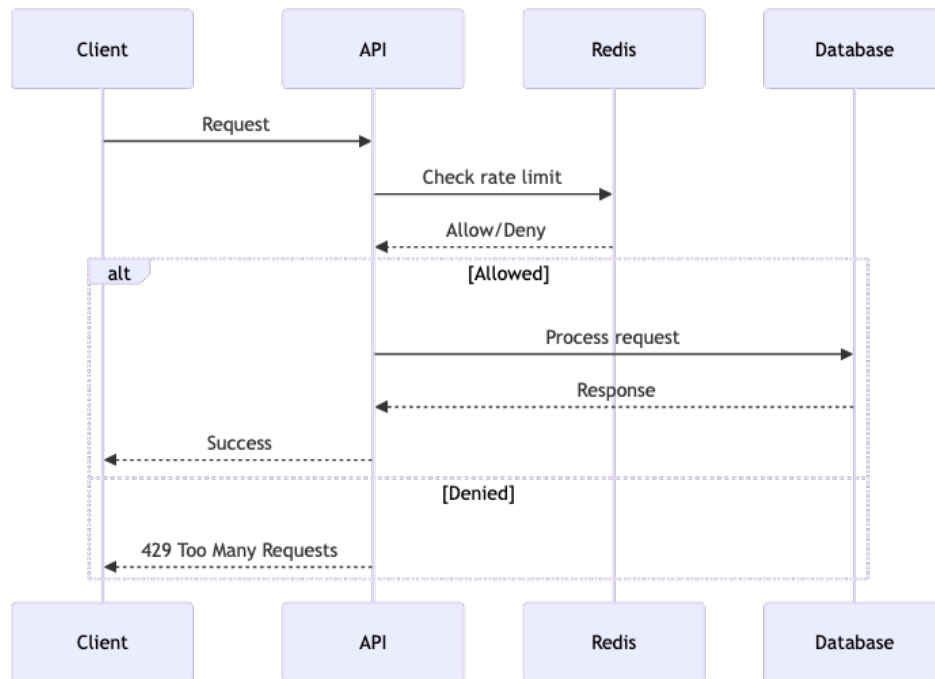 Client API Redis Database
Request
Check rate limit
Allow/Deny
alt [Allowed]
Process request
Response
Success
[Denied]
429 Too Many Requests
Client API Redis Database